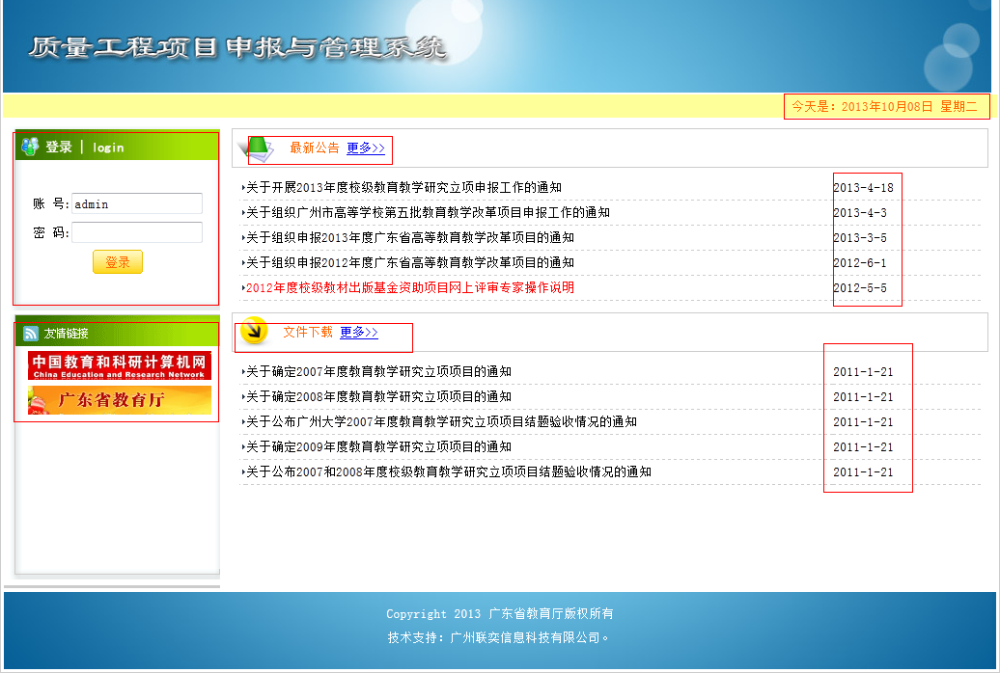 质量工程项目申报与管理系统
今天是：2013年10月08日 星期二
登录 | login
账 号: admin
密 码:
登录
友情链接
中国教育和科研计算机网
China Education and Research Network
广东省教育厅
最新公告 更多>>
关于开展2013年度校级教育教学研究立项申报工作的通知 2013-4-18
关于组织广州市高等学校第五批教育教学改革项目申报工作的通知 2013-4-3
关于组织申报2013年度广东省高等教育教学改革项目的通知 2013-3-5
关于组织申报2012年度广东省高等教育教学改革项目的通知 2012-6-1
2012年度校级教材出版基金资助项目网上评审专家操作说明 2012-5-5
文件下载 更多>>
关于确定2007年度教育教学研究立项项目的通知 2011-1-21
关于确定2008年度教育教学研究立项项目的通知 2011-1-21
关于公布广州大学2007年度教育教学研究立项项目结题验收情况的通知 2011-1-21
关于确定2009年度教育教学研究立项项目的通知 2011-1-21
关于公布2007和2008年度校级教育教学研究立项项目结题验收情况的通知 2011-1-21
Copyright 2013 广东省教育厅版权所有
技术支持：广州联奕信息科技有限公司。